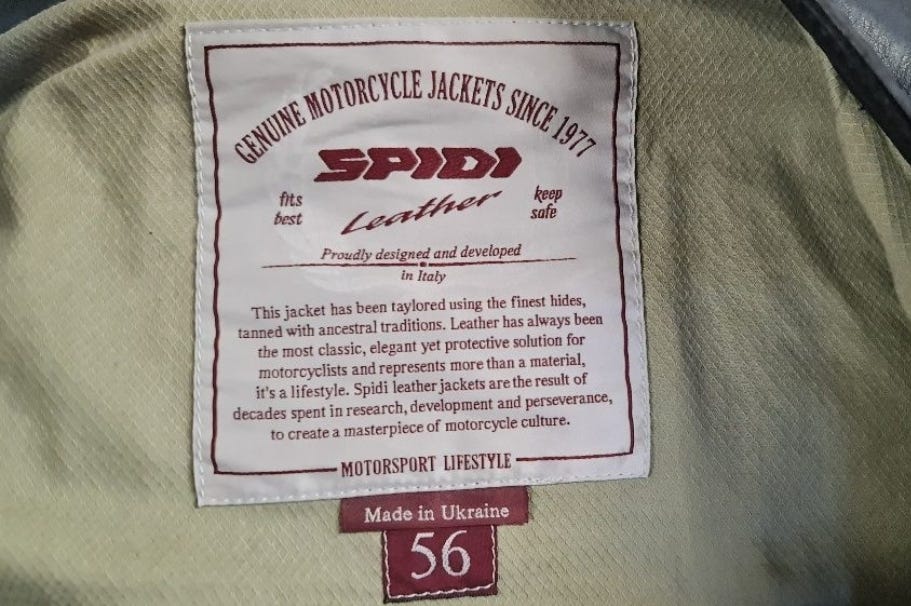 GENUINE MOTORCYCLE JACKETS SINCE 1977
SPIDI
fits best
Leather
keep safe
Proudly designed and developed
in Italy
This jacket has been taylored using the finest hides,
tanned with ancestral traditions. Leather has always been
the most classic, elegant yet protective solution for
motorcyclists and represents more than a material,
it's a lifestyle. Spidi leather jackets are the result of
decades spent in research, development and perseverance,
to create a masterpiece of motorcycle culture.
MOTORSPORT LIFESTYLE
Made in Ukraine
56